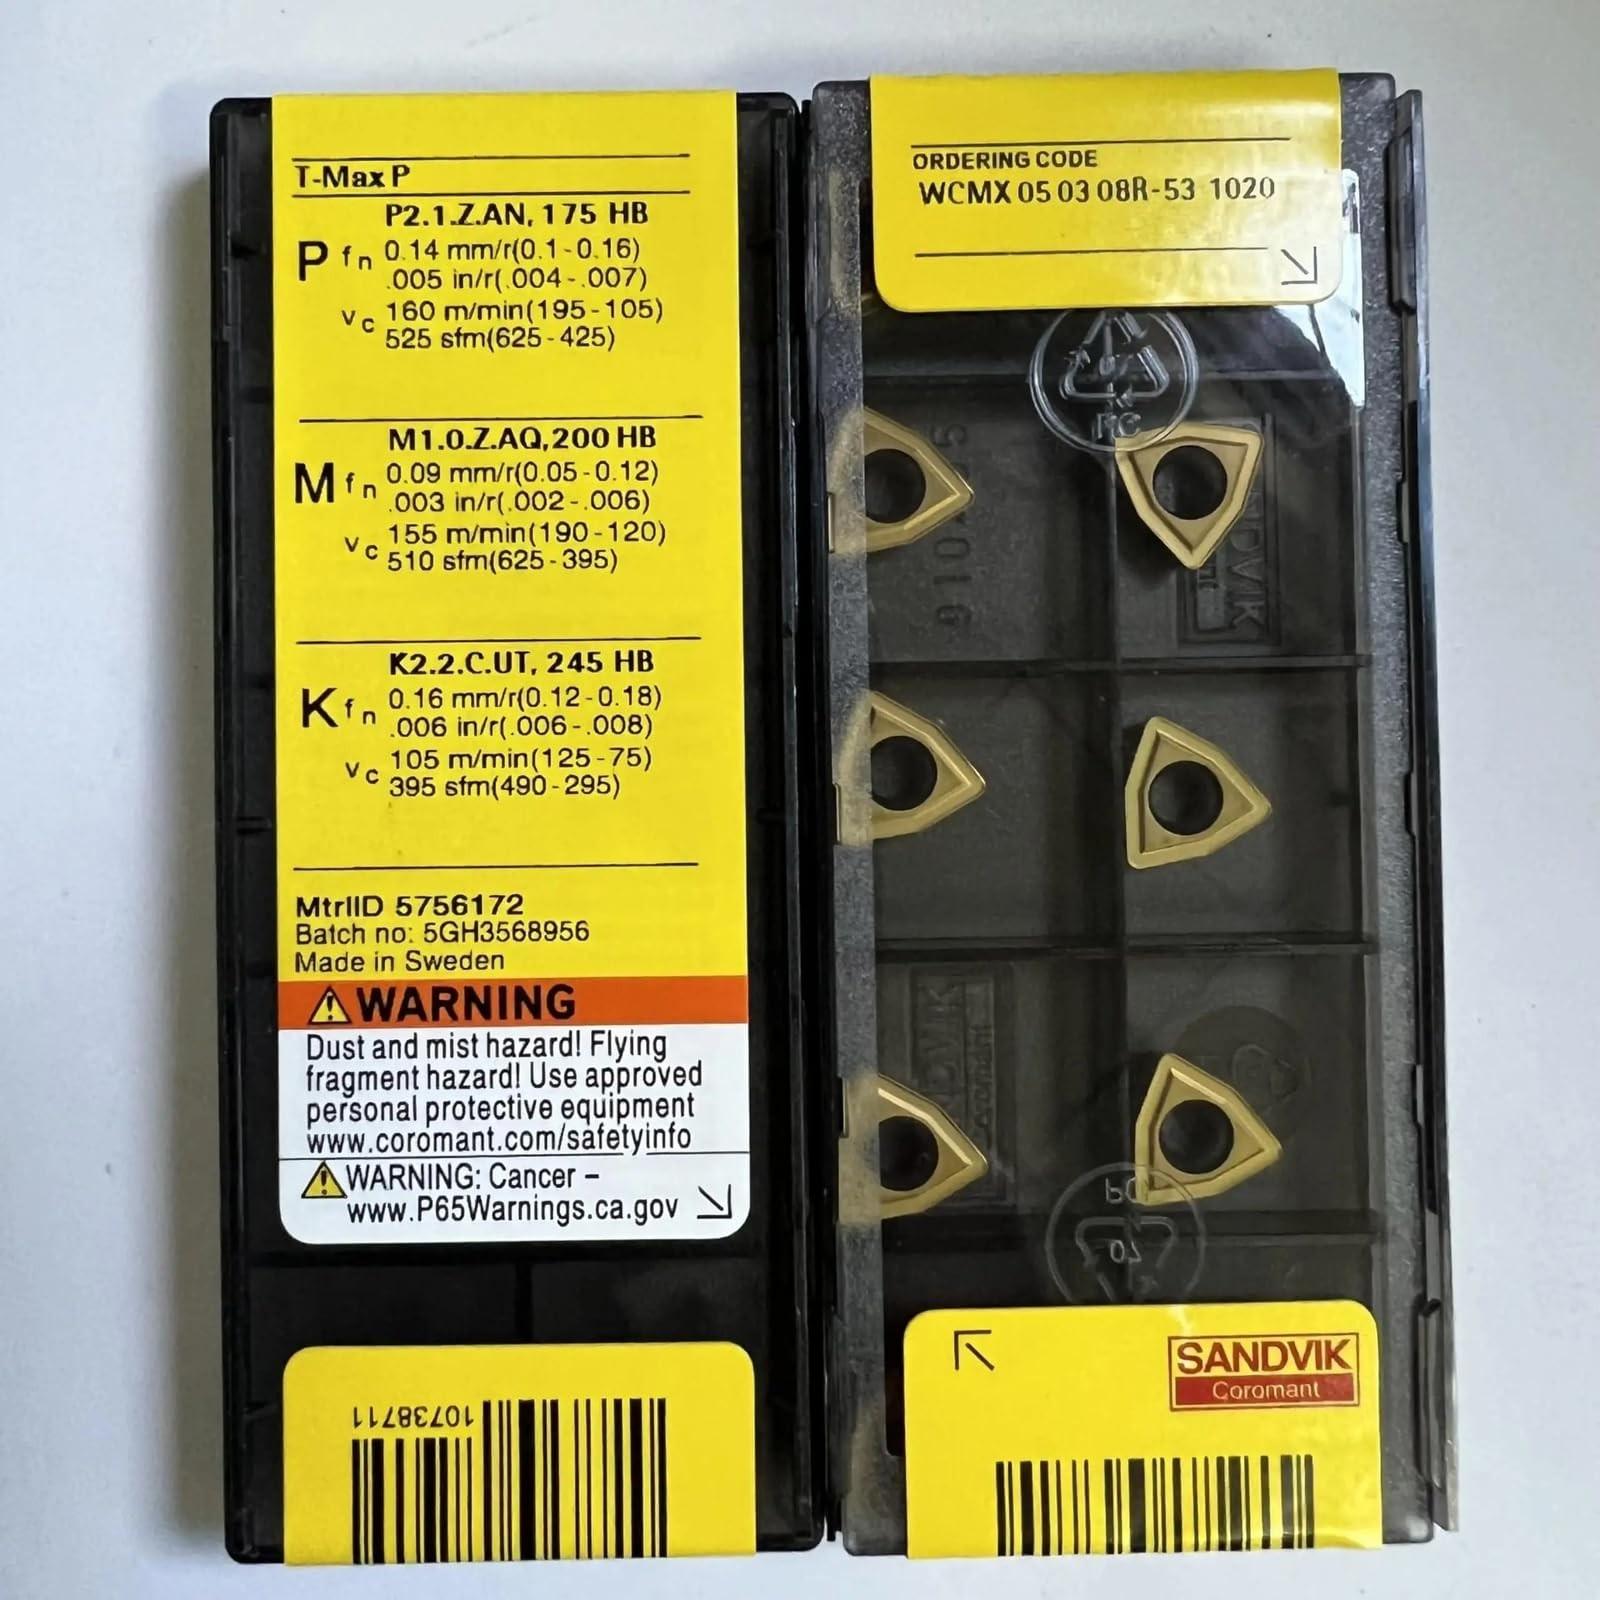 T-Max P
P2.1.Z.AN, 175 HB
P fn 0.14 mm/r(0.1-0.16)
.005 in/r(.004-.007)
vc 160 m/min(195-105)
525 sfm(625-425)
M1.0.Z.AQ,200 HB
M fn 0.09 mm/r(0.05-0.12)
.003 in/r(.002-.006)
vc 155 m/min(190-120)
510 sfm(625-395)
K2.2.C.UT, 245 HB
K fn 0.16 mm/r(0.12-0.18)
.006 in/r(.006-.008)
vc 105 m/min(125-75)
395 sfm(490-295)
MtrlID 5756172
Batch no: 5GH3568956
Made in Sweden
WARNING
Dust and mist hazard! Flying
fragment hazard! Use approved
personal protective equipment
www.coromant.com/safetyinfo
WARNING: Cancer –
www.P65Warnings.ca.gov
10738711
ORDERING CODE
WCMX 05 03 08R-53 1020
07
PC
PC
07
SANDVIK
Coromant